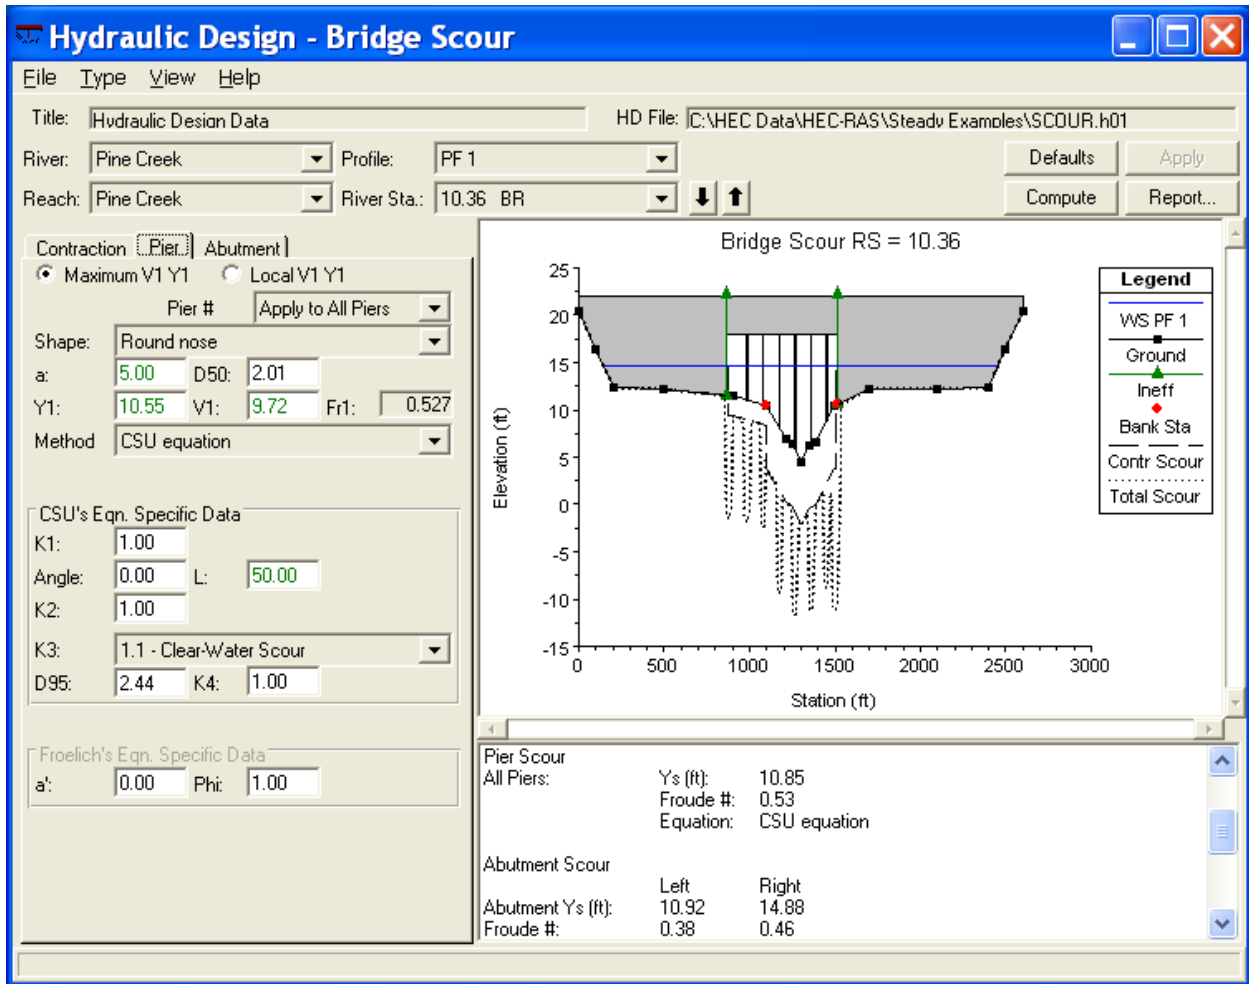 Hydraulic Design - Bridge Scour
File Type View Help
Title: Hydraulic Design Data HD File: C:\HEC Data\HEC-RAS\Steady Examples\SCOUR.h01
River: Pine Creek Profile: PF 1 Defaults Apply
Reach: Pine Creek River Sta.: 10.36 BR Compute Report...
Contraction Pier Abutment
Maximum V1 Y1 Local V1 Y1
Pier # Apply to All Piers
Shape: Round nose
a: 5.00 D50: 2.01
Y1: 10.55 V1: 9.72 Fr1: 0.527
Method CSU equation
CSU's Eqn. Specific Data
K1: 1.00
Angle: 0.00 L: 50.00
K2: 1.00
K3: 1.1 - Clear-Water Scour
D95: 2.44 K4: 1.00
Froelich's Eqn. Specific Data
a': 0.00 Phi: 1.00
Bridge Scour RS = 10.36
25
20
15
10
5
0
-5
-10
-15
Elevation (ft)
0 500 1000 1500 2000 2500 3000
Station (ft)
Legend
WS PF 1
Ground
Ineff
Bank Sta
Contr Scour
Total Scour
Pier Scour
All Piers: Ys (ft): 10.85
Froude #: 0.53
Equation: CSU equation
Abutment Scour
Left Right
Abutment Ys (ft): 10.92 14.88
Froude #: 0.38 0.46